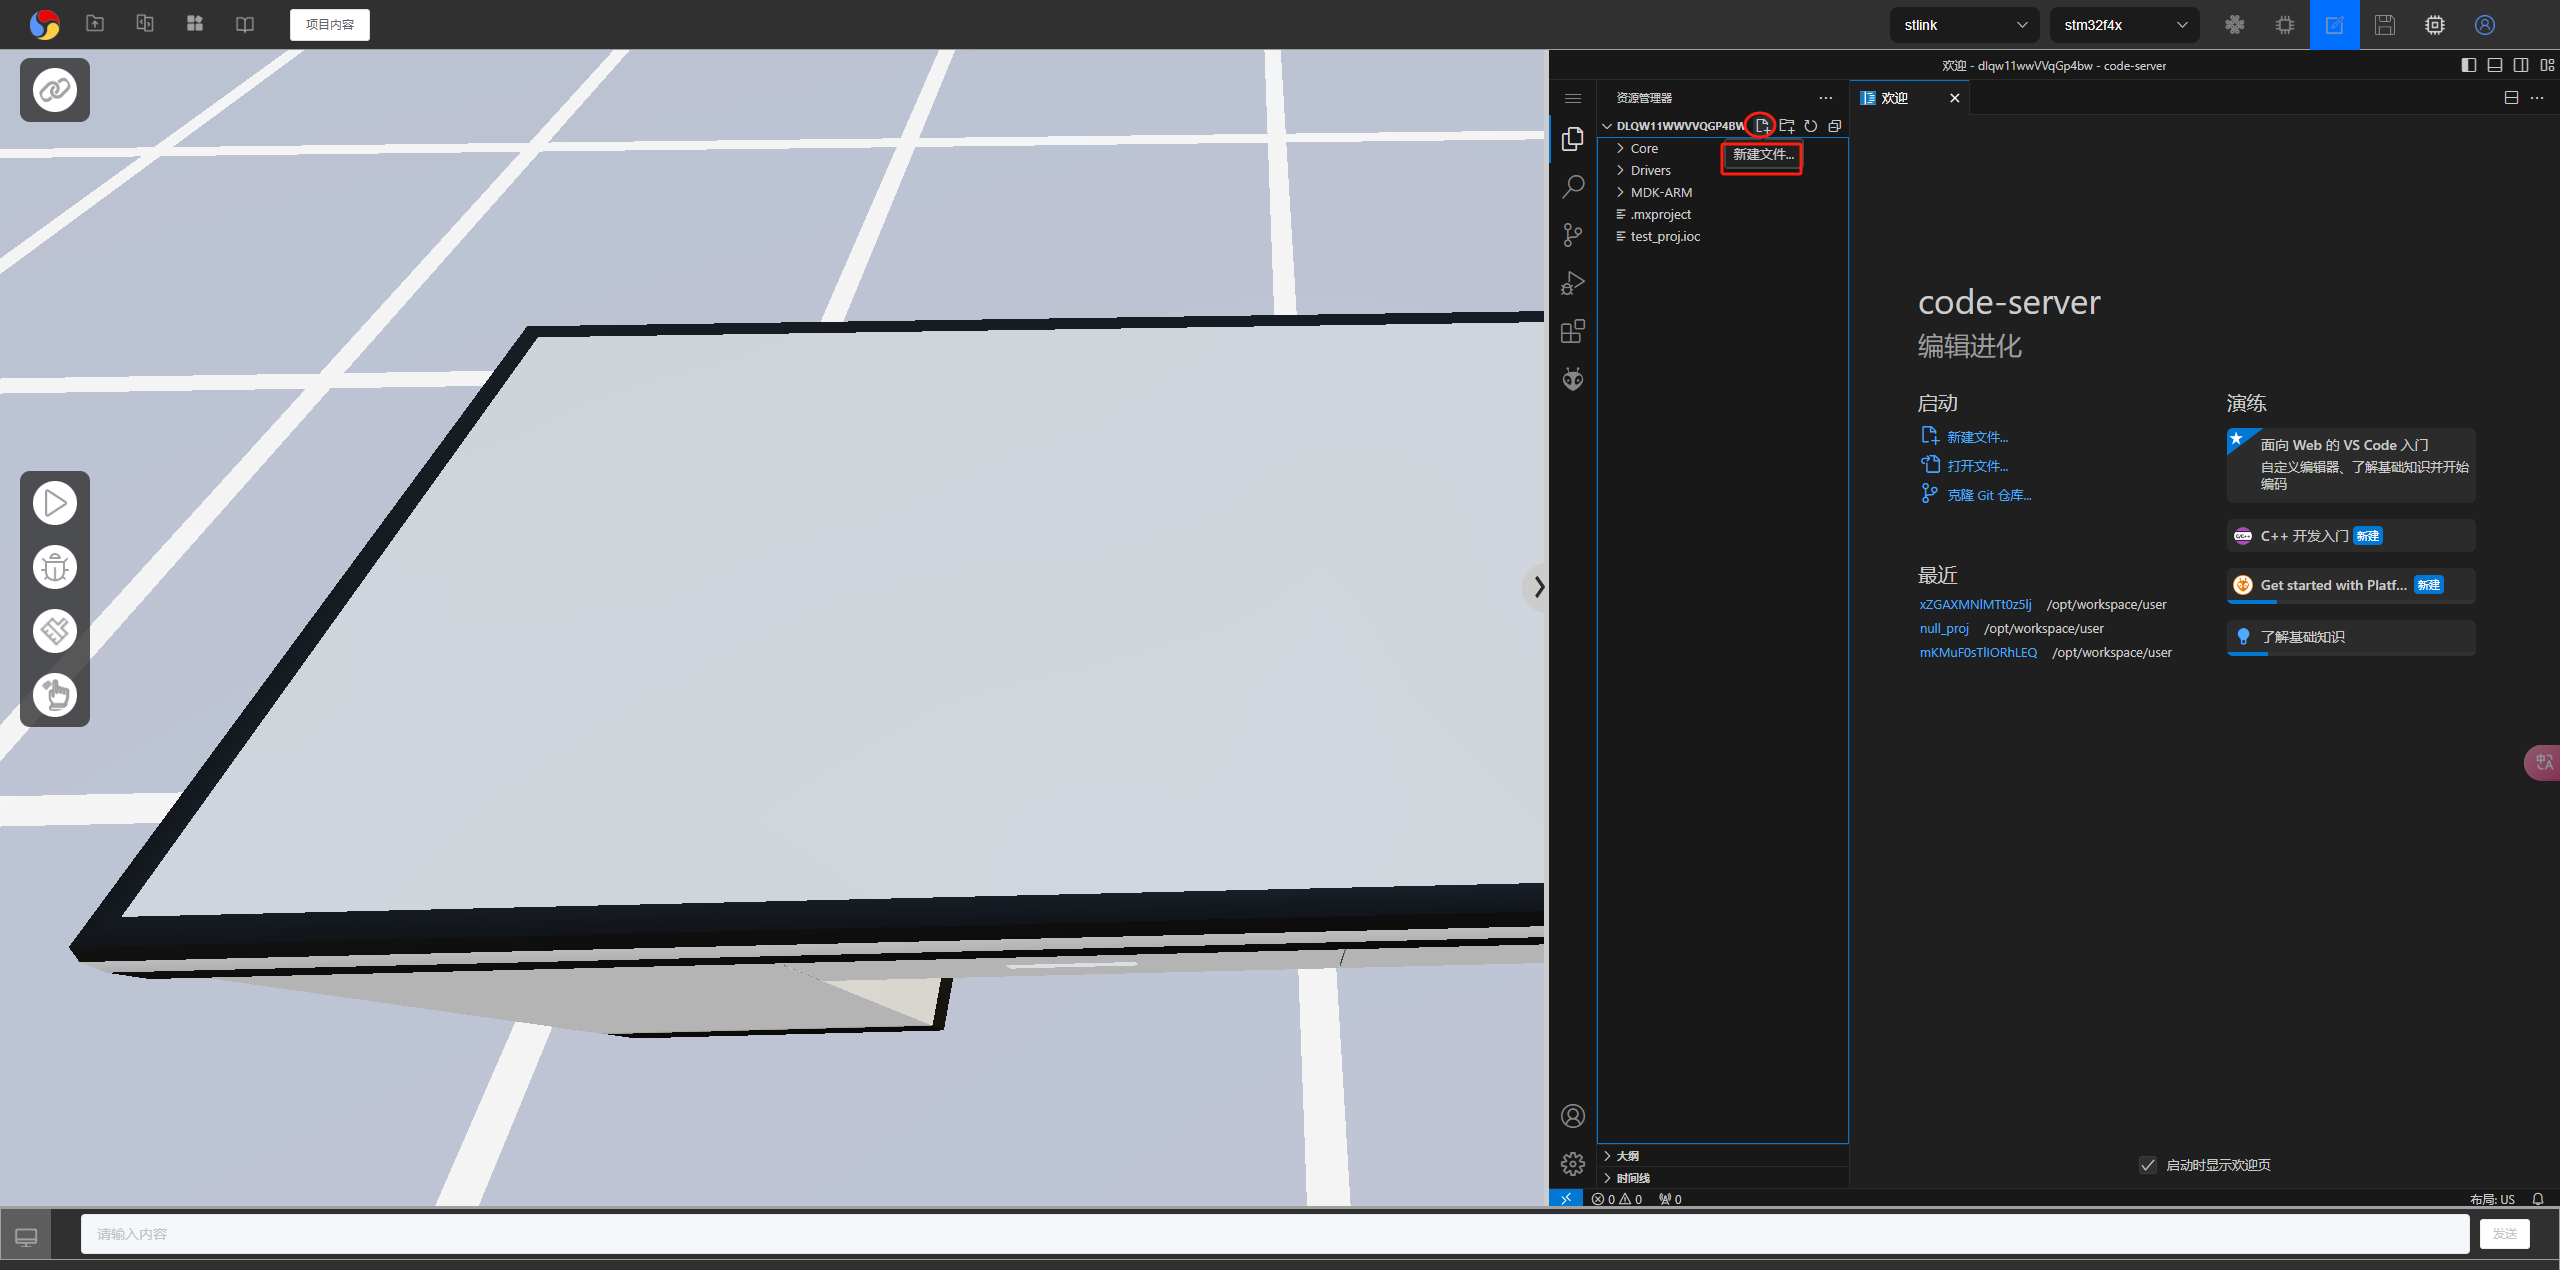 项目内容
stlink
stm32f4x
欢迎 - dlqw11wwVVqGp4bw - code-server
资源管理器
欢迎
DLQW11WWVVQGP4BW
新建文件...
Core
Drivers
MDK-ARM
.mxproject
test_proj.ioc
code-server
编辑进化
启动
新建文件...
打开文件...
克隆 Git 仓库...
最近
xZGAXMNlMTt0z5lj /opt/workspace/user
null_proj /opt/workspace/user
mKMuF0sTlIORhLEQ /opt/workspace/user
演练
面向 Web 的 VS Code 入门
自定义编辑器、了解基础知识并开始
编码
C++ 开发入门 新建
Get started with Platf... 新建
了解基础知识
中A
启动时显示欢迎页
大纲
时间线
0 0 0
布局: US
请输入内容
发送